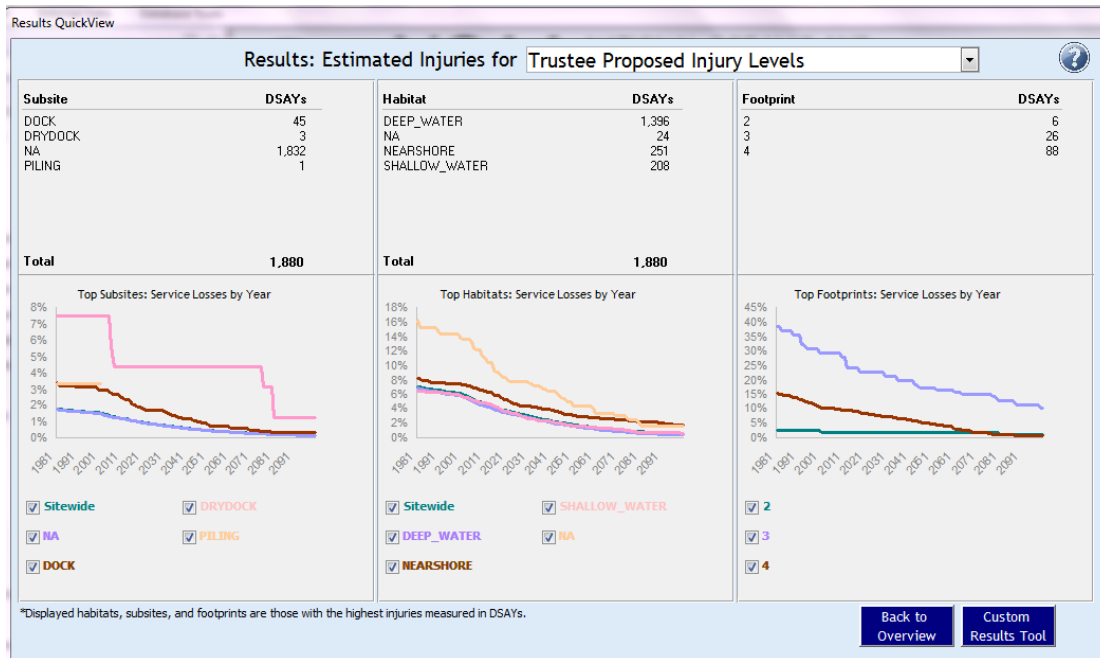 Results QuickView
Results: Estimated Injuries for Trustee Proposed Injury Levels
?
Subsite DSAYs
DOCK 45
DRYDOCK 3
NA 1,832
PILING 1
Total 1,880
Habitat DSAYs
DEEP_WATER 1,396
NA 24
NEARSHORE 251
SHALLOW_WATER 208
Total 1,880
Footprint DSAYs
2 6
3 26
4 88
Top Subsites: Service Losses by Year
8%
7%
6%
5%
4%
3%
2%
1%
0%
1981 1991 2001 2011 2021 2031 2041 2051 2061 2071 2081 2091
Sitewide DRYDOCK
NA PILING
DOCK
Top Habitats: Service Losses by Year
18%
16%
14%
12%
10%
8%
6%
4%
2%
0%
1981 1991 2001 2011 2021 2031 2041 2051 2061 2071 2081 2091
Sitewide SHALLOW_WATER
DEEP_WATER NA
NEARSHORE
Top Footprints: Service Losses by Year
45%
40%
35%
30%
25%
20%
15%
10%
5%
0%
1981 1991 2001 2011 2021 2031 2041 2051 2061 2071 2081 2091
2
3
4
*Displayed habitats, subsites, and footprints are those with the highest injuries measured in DSAYs.
Back to
Overview
Custom
Results Tool